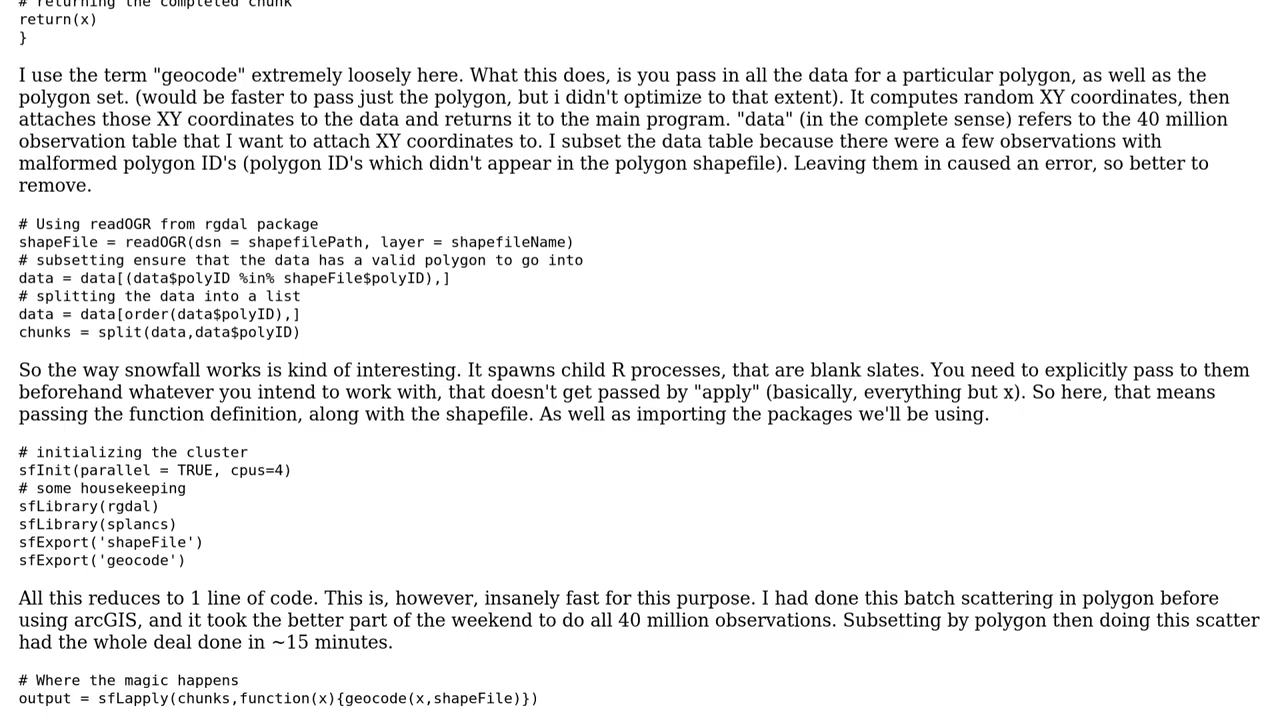 # returning the completed chunk
return(x)
}
I use the term "geocode" extremely loosely here. What this does, is you pass in all the data for a particular polygon, as well as the
polygon set. (would be faster to pass just the polygon, but i didn't optimize to that extent). It computes random XY coordinates, then
attaches those XY coordinates to the data and returns it to the main program. "data" (in the complete sense) refers to the 40 million
observation table that I want to attach XY coordinates to. I subset the data table because there were a few observations with
malformed polygon ID's (polygon ID's which didn't appear in the polygon shapefile). Leaving them in caused an error, so better to
remove.
# Using readOGR from rgdal package
shapeFile = readOGR(dsn = shapefilePath, layer = shapefileName)
# subsetting ensure that the data has a valid polygon to go into
data = data[(data$polyID %in% shapeFile$polyID),]
# splitting the data into a list
data = data[order(data$polyID),]
chunks = split(data,data$polyID)
So the way snowfall works is kind of interesting. It spawns child R processes, that are blank slates. You need to explicitly pass to them
beforehand whatever you intend to work with, that doesn't get passed by "apply" (basically, everything but x). So here, that means
passing the function definition, along with the shapefile. As well as importing the packages we'll be using.
# initializing the cluster
sfInit(parallel = TRUE, cpus=4)
# some housekeeping
sfLibrary(rgdal)
sfLibrary(splancs)
sfExport('shapeFile')
sfExport('geocode')
All this reduces to 1 line of code. This is, however, insanely fast for this purpose. I had done this batch scattering in polygon before
using arcGIS, and it took the better part of the weekend to do all 40 million observations. Subsetting by polygon then doing this scatter
had the whole deal done in ~15 minutes.
# Where the magic happens
output = sfLapply(chunks,function(x){geocode(x,shapeFile)})